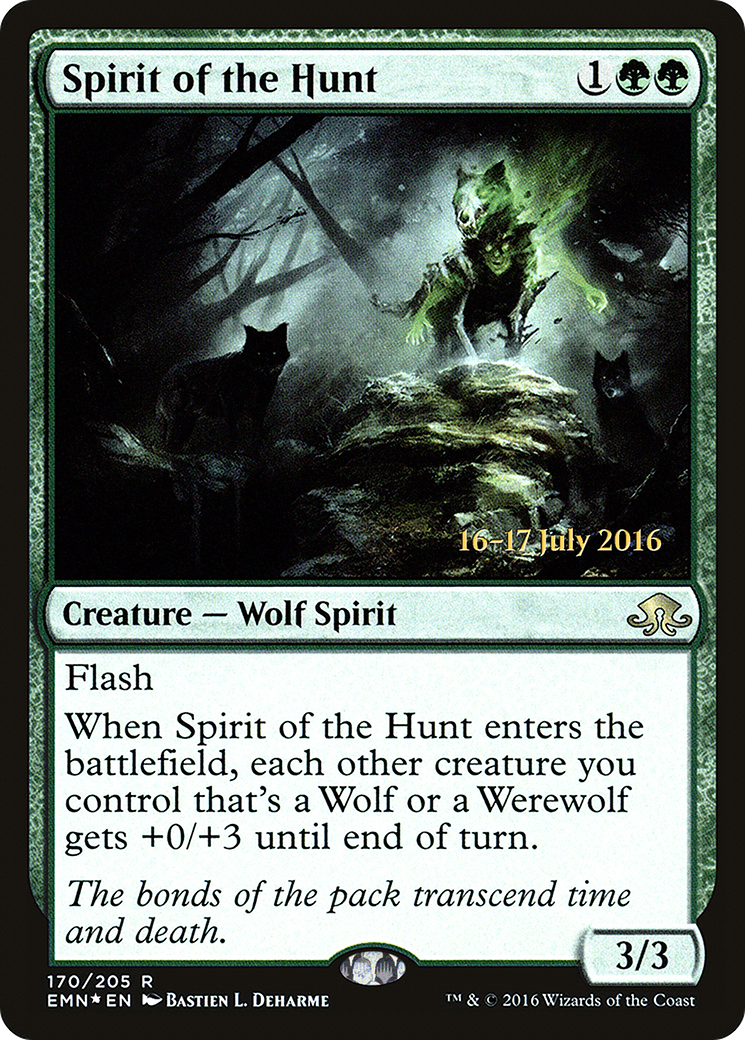 Spirit of the Hunt 1
16–17 July 2016
Creature — Wolf Spirit
Flash
When Spirit of the Hunt enters the
battlefield, each other creature you
control that's a Wolf or a Werewolf
gets +0/+3 until end of turn.
The bonds of the pack transcend time
and death.
3/3
170/205 R
EMN★EN Bastien L. Deharme
™ & © 2016 Wizards of the Coast